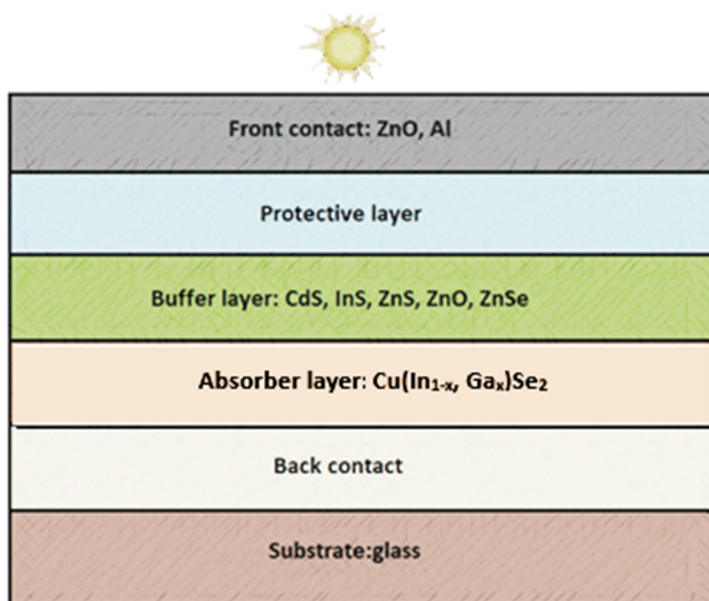 Front contact: ZnO, Al
Protective layer
Buffer layer: CdS, InS, ZnS, ZnO, ZnSe
Absorber layer: Cu(In₁₋ₓ, Gaₓ)Se₂
Back contact
Substrate:glass